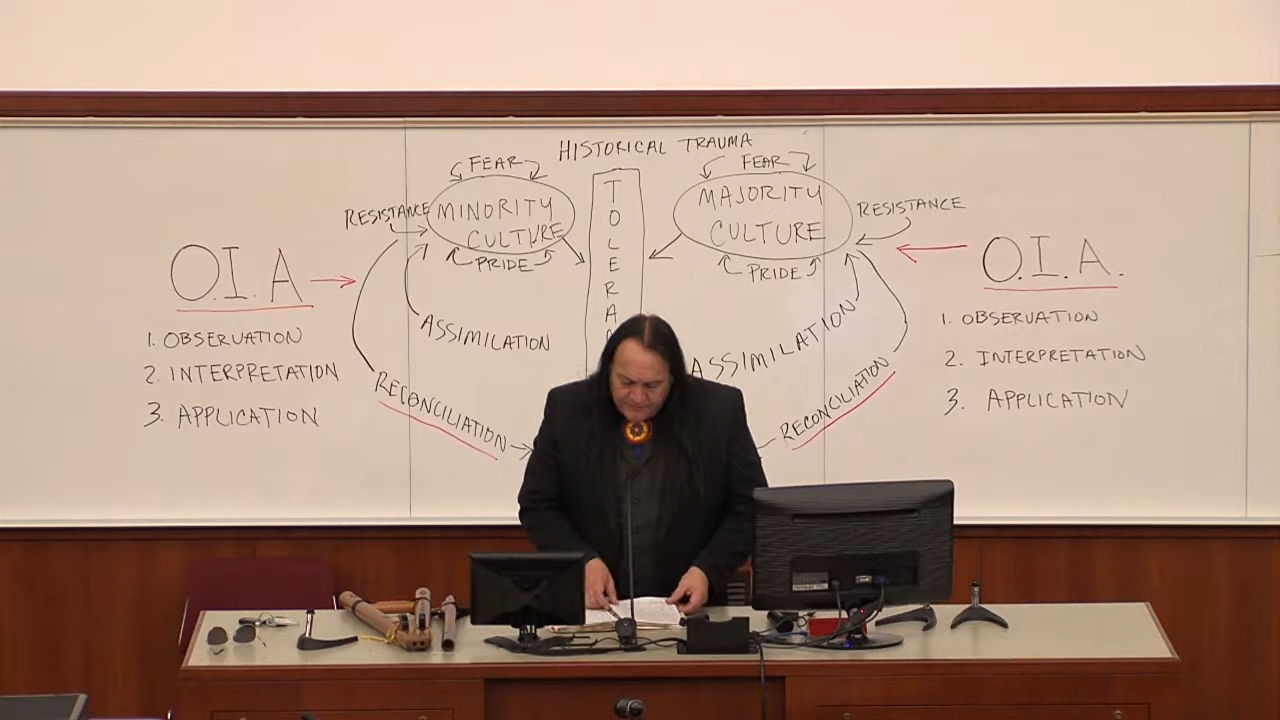 HISTORICAL TRAUMA
FEAR
FEAR
RESISTANCE
MINORITY
CULTURE
PRIDE
TOLERA
MAJORITY
CULTURE
PRIDE
RESISTANCE
O.I.A
1. OBSERVATION
2. INTERPRETATION
3. APPLICATION
ASSIMILATION
RECONCILIATION
ASSIMILATION
RECONCILIATION
O.I.A.
1. OBSERVATION
2. INTERPRETATION
3. APPLICATION